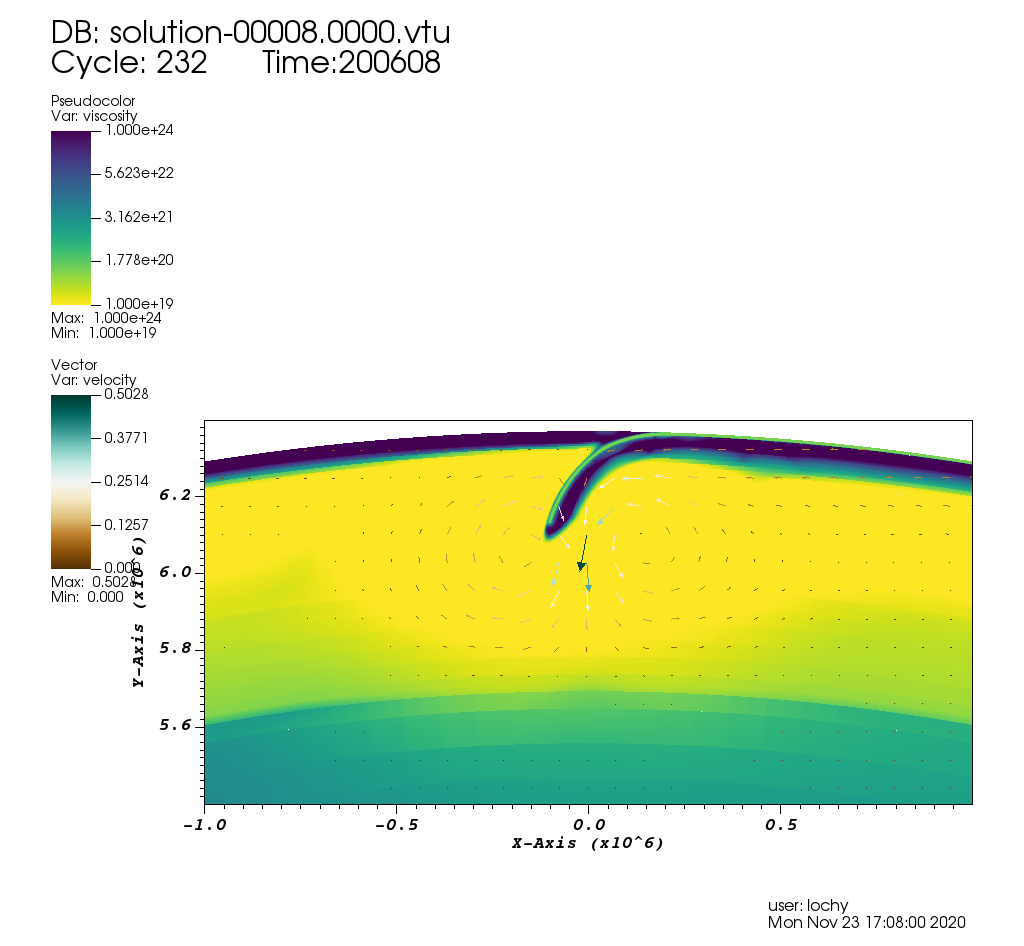 DB: solution-00008.0000.vtu
Cycle: 232 Time:200608
Pseudocolor
Var: viscosity
1.000e+24
5.623e+22
3.162e+21
1.778e+20
1.000e+19
Max: 1.000e+24
Min: 1.000e+19
Vector
Var: velocity
0.5028
0.3771
0.2514
0.1257
0.000
Max: 0.5028
Min: 0.000
Y-Axis (x10^6)
6.2
6.0
5.8
5.6
-1.0
-0.5
0.0
0.5
X-Axis (x10^6)
user: lochy
Mon Nov 23 17:08:00 2020